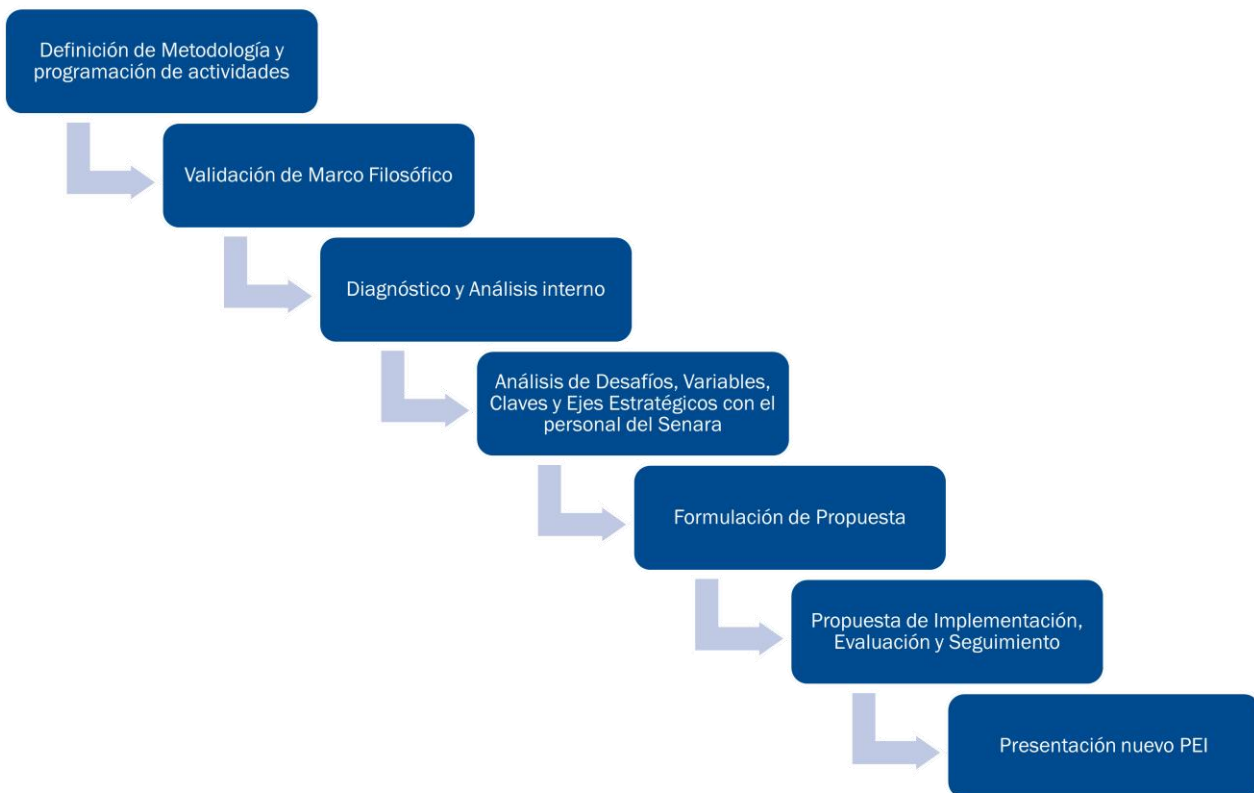 Definición de Metodología y
programación de actividades
Validación de Marco Filosófico
Diagnóstico y Análisis interno
Análisis de Desafíos, Variables,
Claves y Ejes Estratégicos con el
personal del Senara
Formulación de Propuesta
Propuesta de Implementación,
Evaluación y Seguimiento
Presentación nuevo PEI